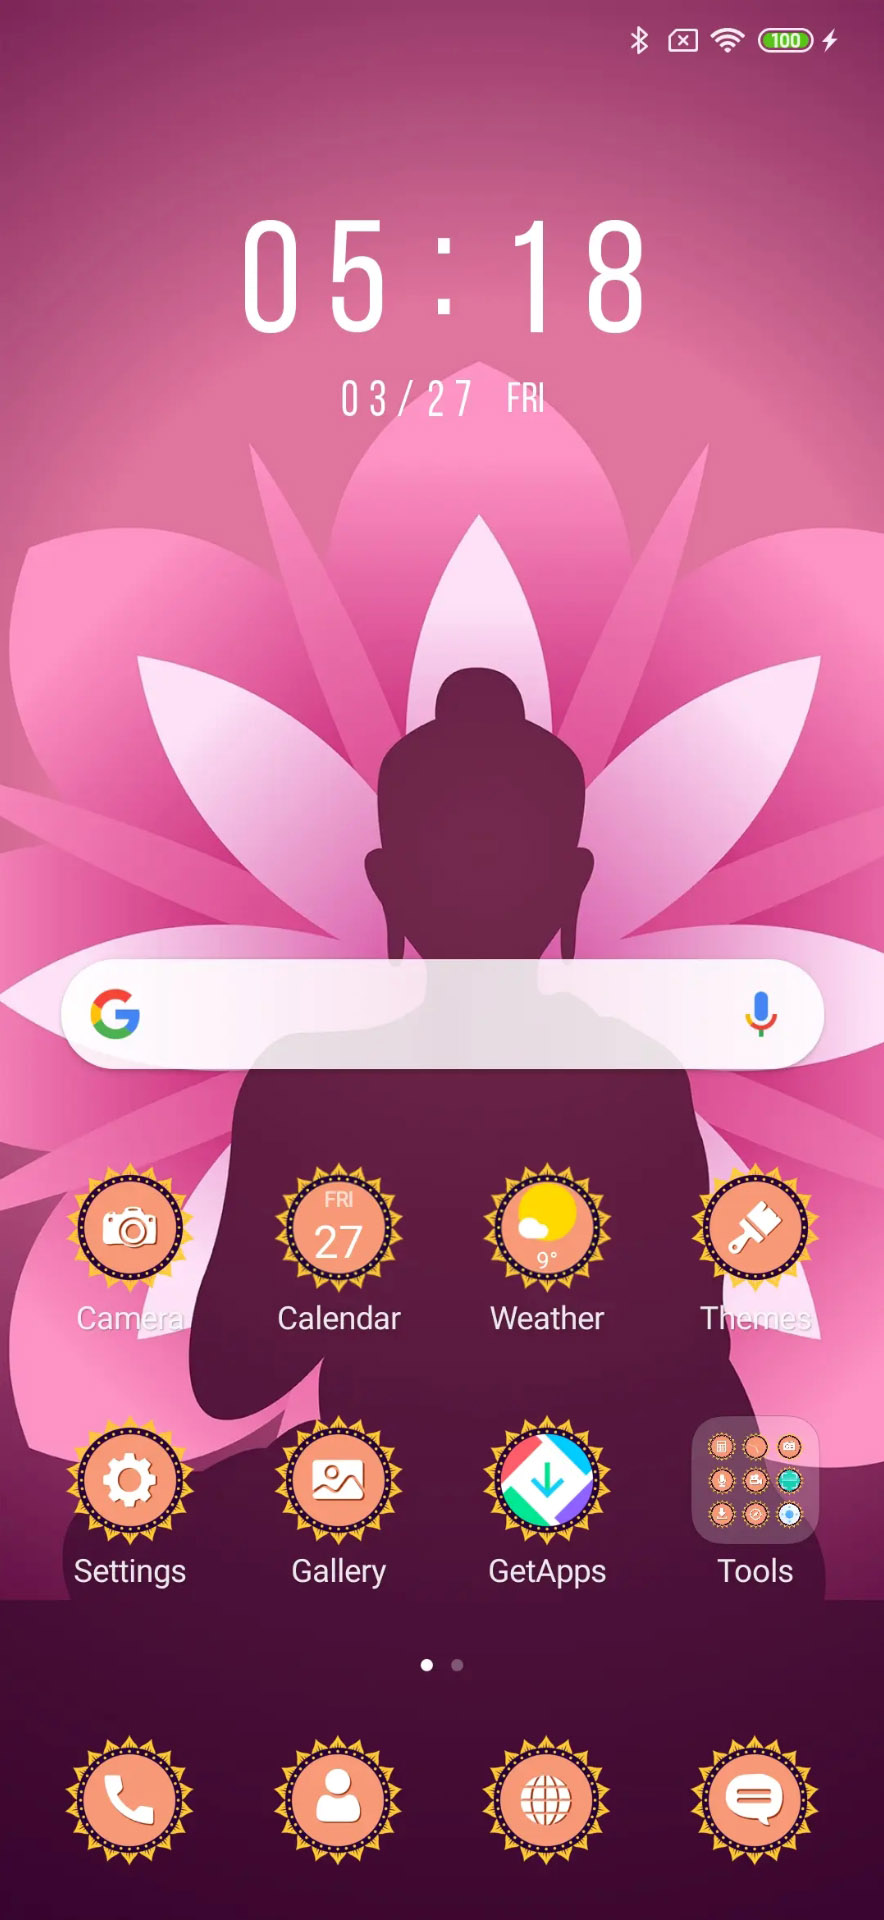 100
05:18
03/27 FRI
FRI
27
9°
Camera Calendar Weather Themes
Settings Gallery GetApps Tools